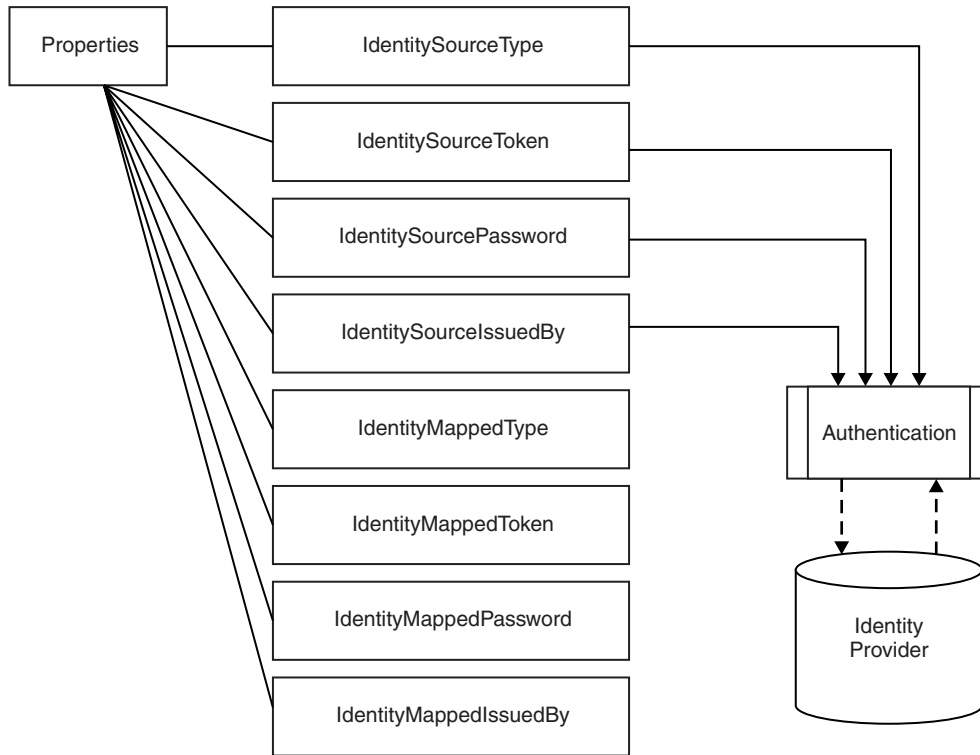 Properties
IdentitySourceType
IdentitySourceToken
IdentitySourcePassword
IdentitySourceIssuedBy
IdentityMappedType
IdentityMappedToken
IdentityMappedPassword
IdentityMappedIssuedBy
Authentication
Identity
Provider